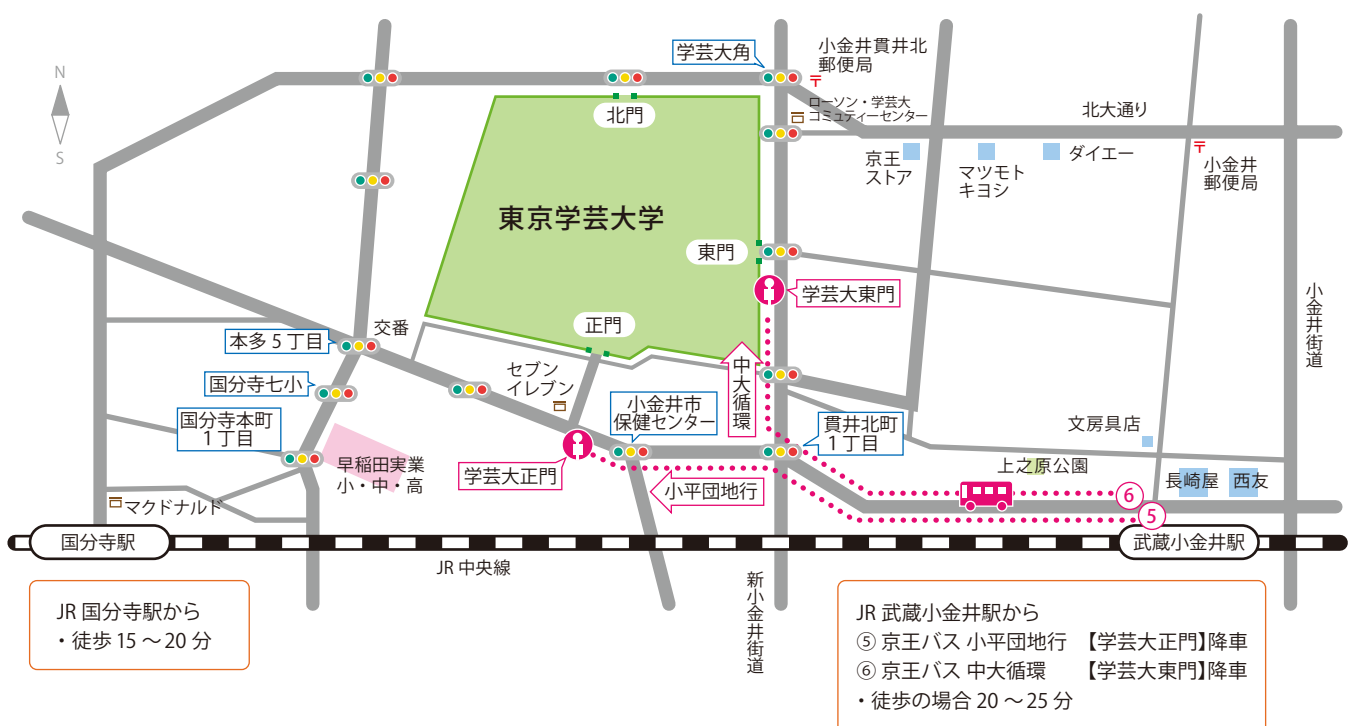 学芸大角
小金井貫井北
郵便局
〒
N
S
北門
ローソン・学芸大
コミュティーセンター
北大通り
京王
ストア
マツモト
キヨシ
ダイエー
〒
小金井
郵便局
東京学芸大学
東門
学芸大東門
小金井街道
正門
交番
本多５丁目
国分寺七小
セブン
イレブン
中大循環
国分寺本町
１丁目
小金井市
保健センター
貫井北町
１丁目
文房具店
早稲田実業
小・中・高
学芸大正門
小平団地行
上之原公園
長崎屋
西友
⑥
⑤
マクドナルド
国分寺駅
武蔵小金井駅
JR 中央線
新小金井街道
JR 国分寺駅から
・徒歩 15 ～ 20 分
JR 武蔵小金井駅から
⑤ 京王バス 小平団地行 【学芸大正門】降車
⑥ 京王バス 中大循環 【学芸大東門】降車
・徒歩の場合 20 ～ 25 分